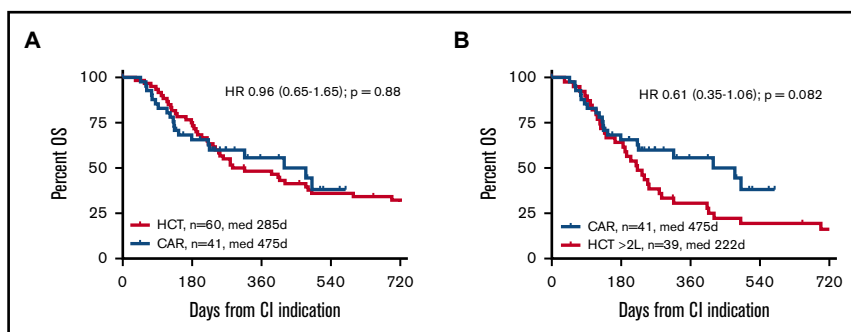 A
100
75
50
25
0
Percent OS
HR 0.96 (0.65-1.65); p = 0.88
HCT, n=60, med 285d
CAR, n=41, med 475d
0 180 360 540 720
Days from CI indication
B
100
75
50
25
0
Percent OS
HR 0.61 (0.35-1.06); p = 0.082
CAR, n=41, med 475d
HCT >2L, n=39, med 222d
0 180 360 540 720
Days from CI indication